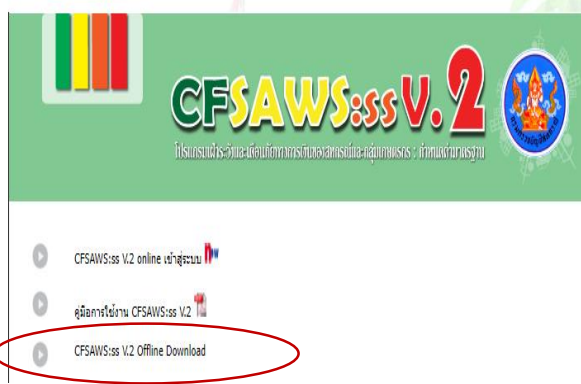 CFSAWS:ss V.2
โปรแกรมเฝ้าระวังและเตือนภัยทางการเงินของสหกรณ์และกลุ่มเกษตรกร : กำหนดค่ามาตรฐาน
CFSAWS:ss V.2 online เข้าสู่ระบบ
คู่มือการใช้งาน CFSAWS:ss V.2
CFSAWS:ss V.2 Offline Download